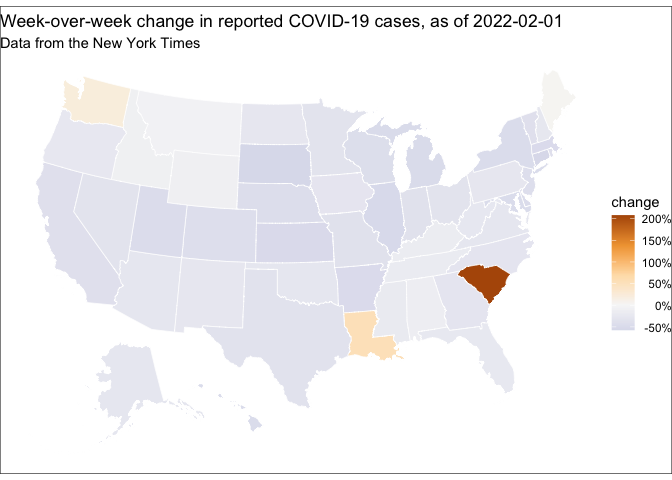 Week-over-week change in reported COVID-19 cases, as of 2022-02-01
Data from the New York Times
change
200%
150%
100%
50%
0%
-50%